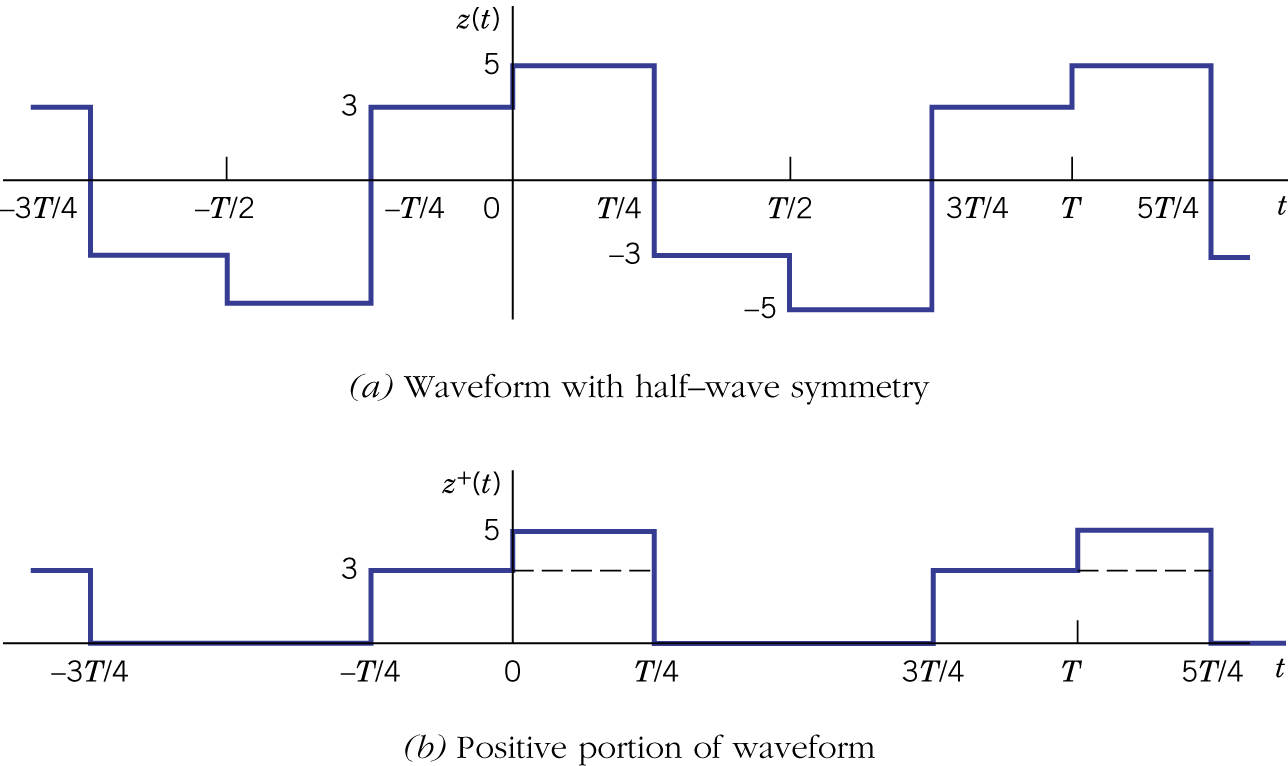 z(t)
5
3
–3T/4 –T/2 –T/4 0 T/4 T/2 3T/4 T 5T/4 t
–3
–5
(a) Waveform with half–wave symmetry
z⁺(t)
5
3
–3T/4 –T/4 0 T/4 3T/4 T 5T/4 t
(b) Positive portion of waveform